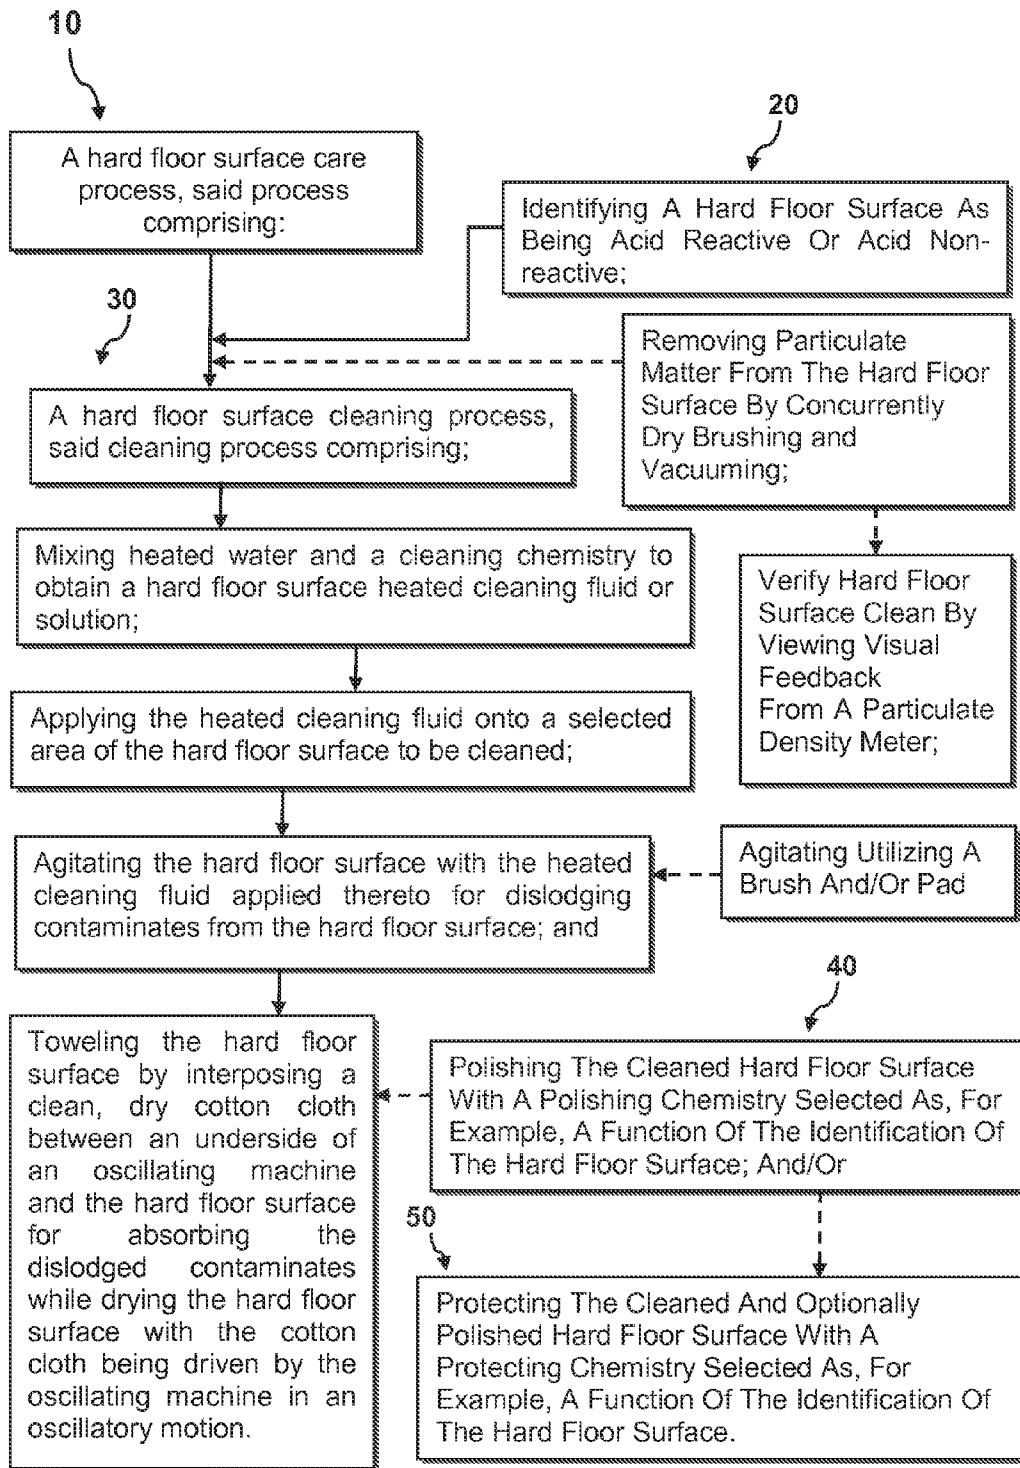 10
A hard floor surface care
process, said process
comprising:
20
Identifying A Hard Floor Surface As
Being Acid Reactive Or Acid Non-
reactive;
30
Removing Particulate
Matter From The Hard Floor
Surface By Concurrently
Dry Brushing and
Vacuuming;
A hard floor surface cleaning process,
said cleaning process comprising;
Mixing heated water and a cleaning chemistry to
obtain a hard floor surface heated cleaning fluid or
solution;
Verify Hard Floor
Surface Clean By
Viewing Visual
Feedback
From A Particulate
Density Meter;
Applying the heated cleaning fluid onto a selected
area of the hard floor surface to be cleaned;
Agitating the hard floor surface with the heated
cleaning fluid applied thereto for dislodging
contaminates from the hard floor surface; and
Agitating Utilizing A
Brush And/Or Pad
40
Toweling the hard floor
surface by interposing a
clean, dry cotton cloth
between an underside of
an oscillating machine
and the hard floor surface
for absorbing the
dislodged contaminates
while drying the hard floor
surface with the cotton
cloth being driven by the
oscillating machine in an
oscillatory motion.
Polishing The Cleaned Hard Floor Surface
With A Polishing Chemistry Selected As, For
Example, A Function Of The Identification Of
The Hard Floor Surface; And/Or
50
Protecting The Cleaned And Optionally
Polished Hard Floor Surface With A
Protecting Chemistry Selected As, For
Example, A Function Of The Identification Of
The Hard Floor Surface.